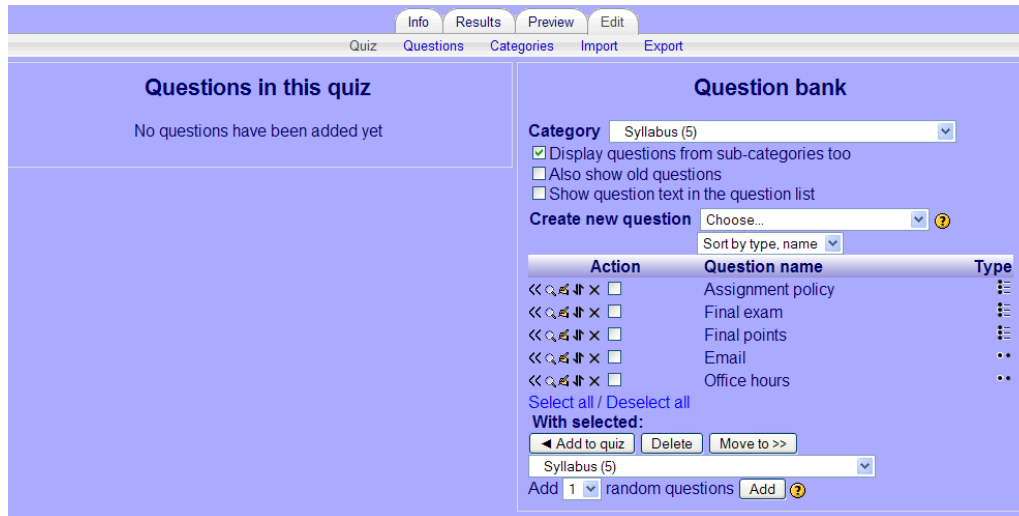 Info Results Preview Edit
Quiz Questions Categories Import Export
Questions in this quiz
No questions have been added yet
Question bank
Category Syllabus (5)
Display questions from sub-categories too
Also show old questions
Show question text in the question list
Create new question Choose... ?
Sort by type, name
Action Question name Type
Assignment policy
Final exam
Final points
Email
Office hours
Select all / Deselect all
With selected:
◄ Add to quiz Delete Move to >>
Syllabus (5)
Add 1 random questions Add ?